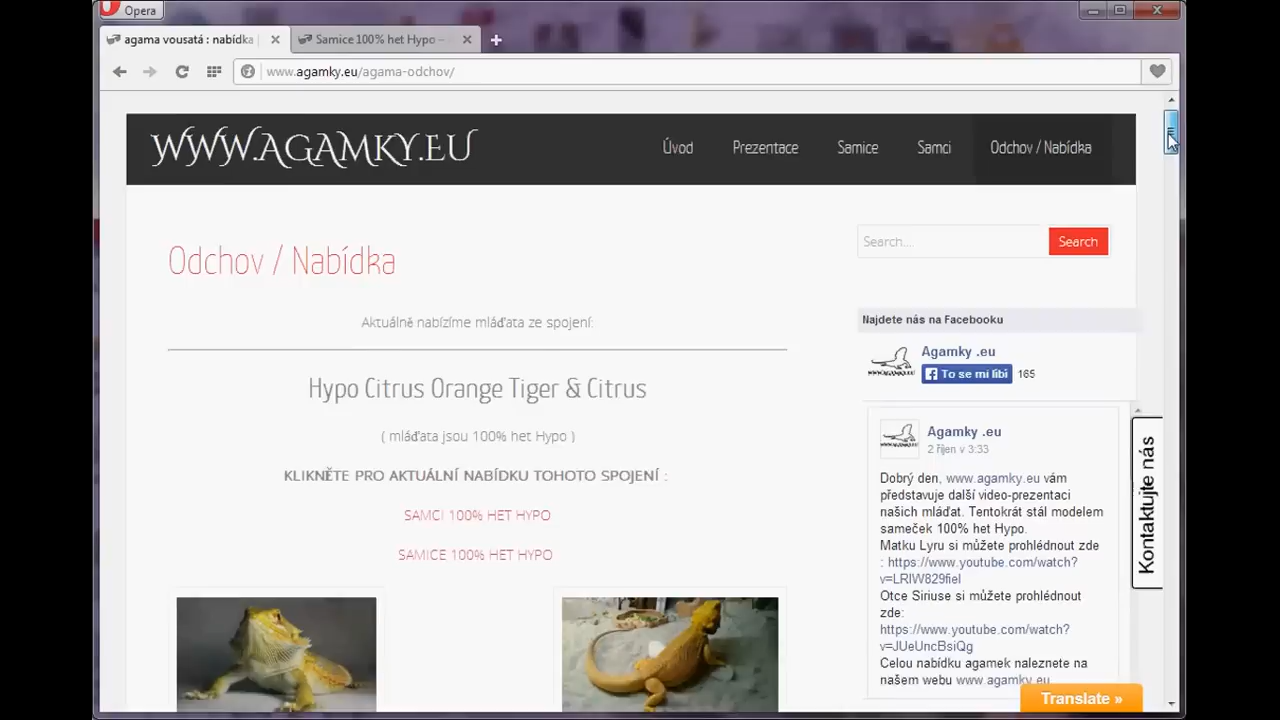 Opera
agama vousatá : nabídka
Samice 100% het Hypo –
www.agamky.eu/agama-odchov/
WWW.AGAMKY.EU
Úvod
Prezentace
Samice
Samci
Odchov / Nabídka
Odchov / Nabídka
Search...
Search
Aktuálně nabízíme mláďata ze spojení:
Hypo Citrus Orange Tiger & Citrus
( mláďata jsou 100% het Hypo )
KLIKNĚTE PRO AKTUÁLNÍ NABÍDKU TOHOTO SPOJENÍ :
SAMCI 100% HET HYPO
SAMICE 100% HET HYPO
Najdete nás na Facebooku
Agamky .eu
To se mi líbí
165
Agamky .eu
2 říjen v 3:33
Dobrý den, www.agamky.eu vám
představuje další video-prezentaci
našich mláďat. Tentokrát stál modelem
sameček 100% het Hypo.
Matku Lyru si můžete prohlédnout zde
: https://www.youtube.com/watch?
v=LRIW829fieI
Otce Siriuse si můžete prohlédnout
zde:
https://www.youtube.com/watch?
v=JUeUncBsiQg
Celou nabídku agamek naleznete na
našem webu www.agamky.eu
Kontaktujte nás
Translate »